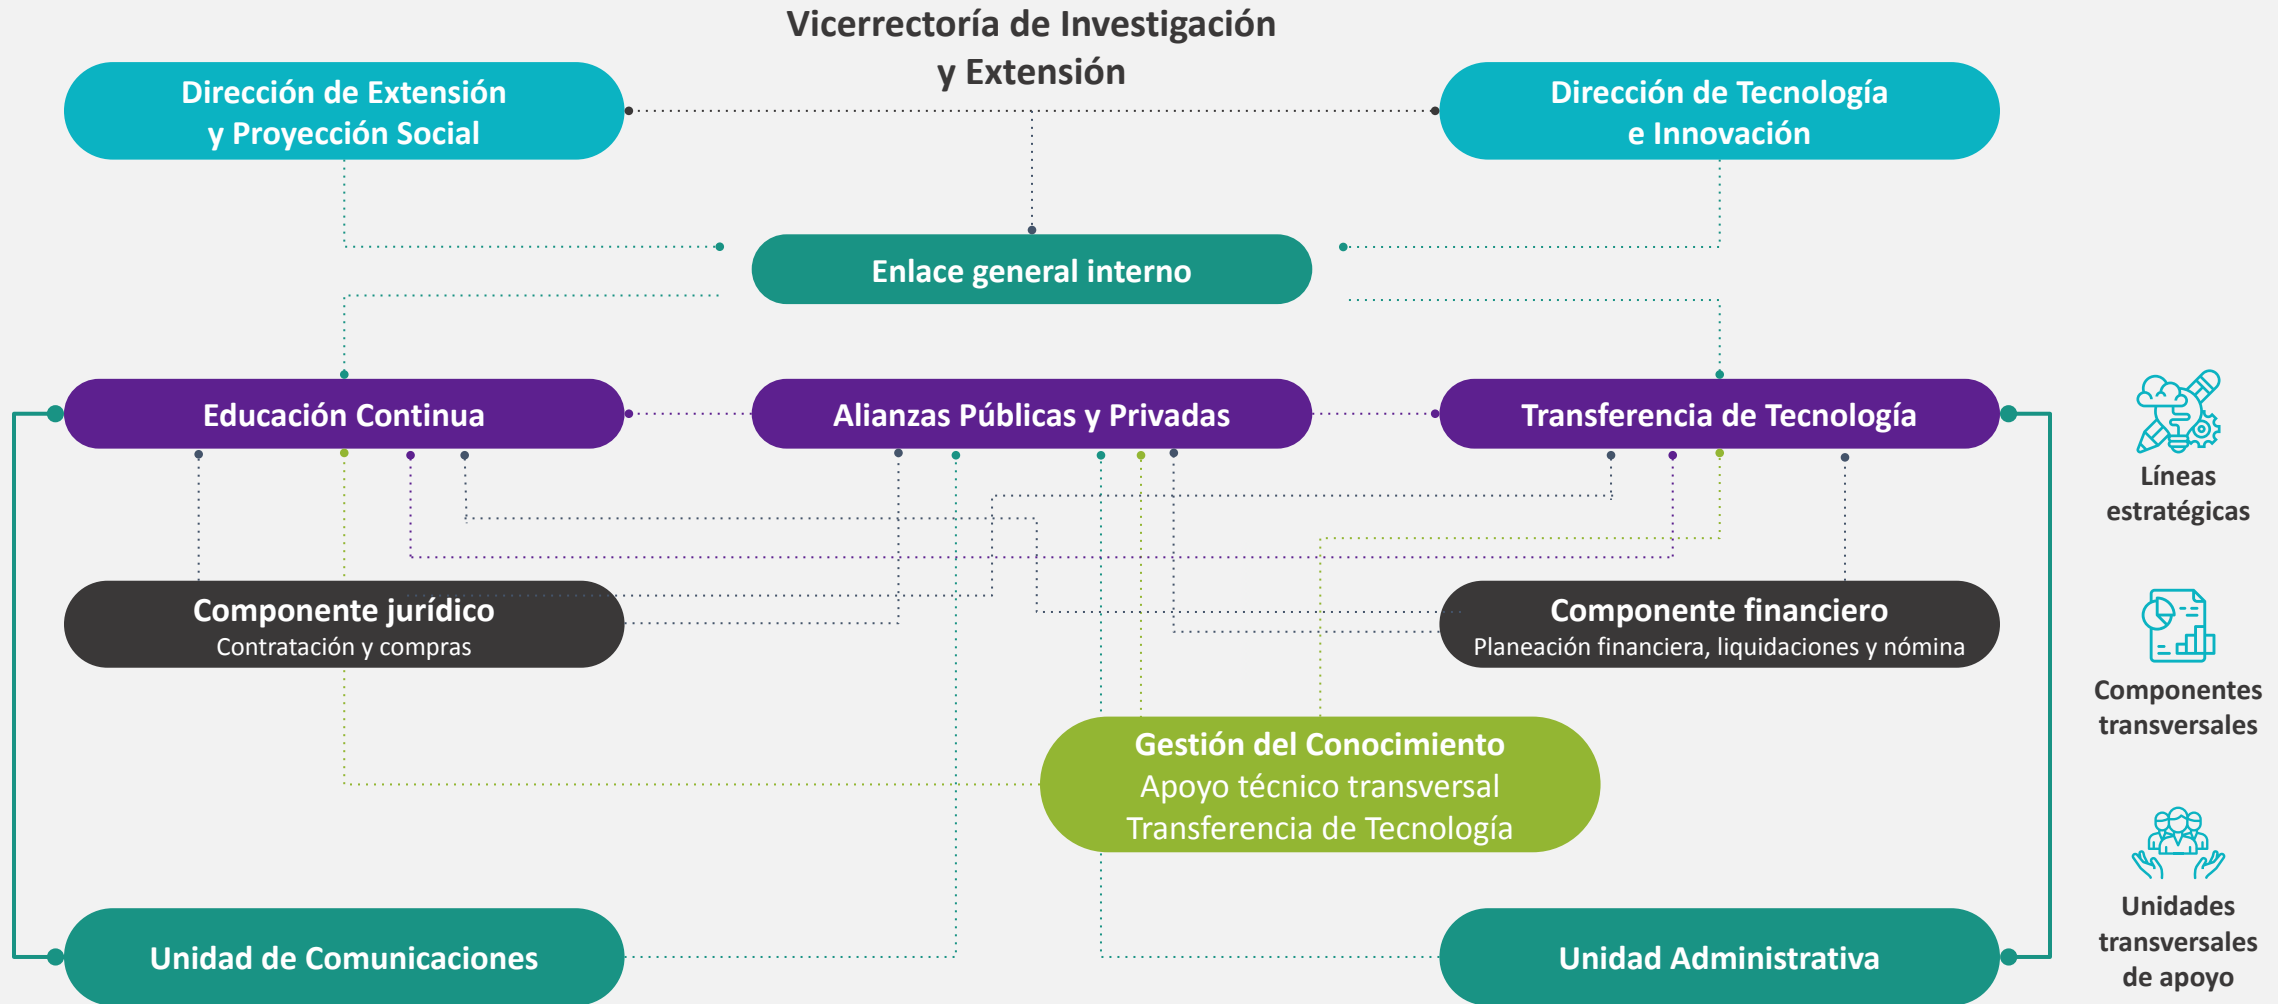 Vicerrectoría de Investigación
y Extensión
Dirección de Extensión
y Proyección Social
Dirección de Tecnología
e Innovación
Enlace general interno
Educación Continua
Alianzas Públicas y Privadas
Transferencia de Tecnología
Líneas
estratégicas
Componente jurídico
Contratación y compras
Componente financiero
Planeación financiera, liquidaciones y nómina
Componentes
transversales
Gestión del Conocimiento
Apoyo técnico transversal
Transferencia de Tecnología
Unidad de Comunicaciones
Unidad Administrativa
Unidades
transversales
de apoyo